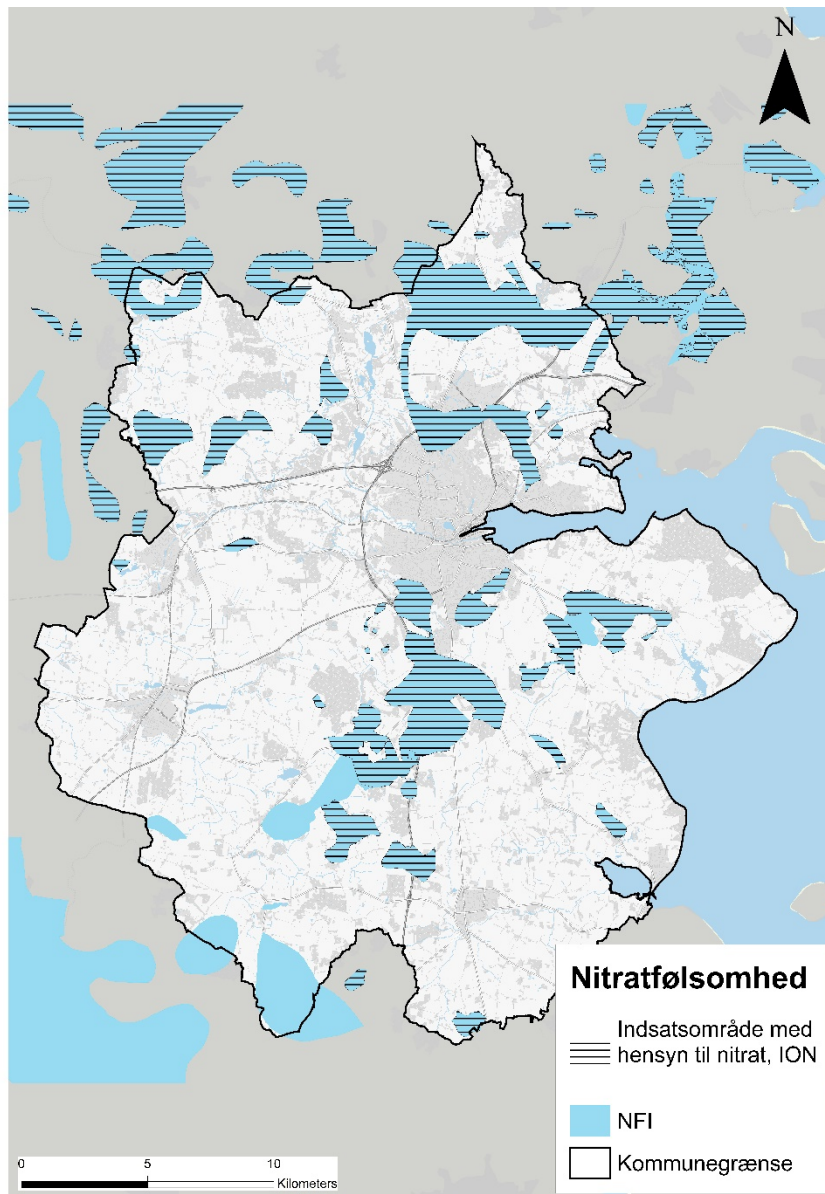 N
Nitratfølsomhed
Indsatsområde med
hensyn til nitrat, ION
NFI
Kommunegrænse
0 5 10
Kilometers